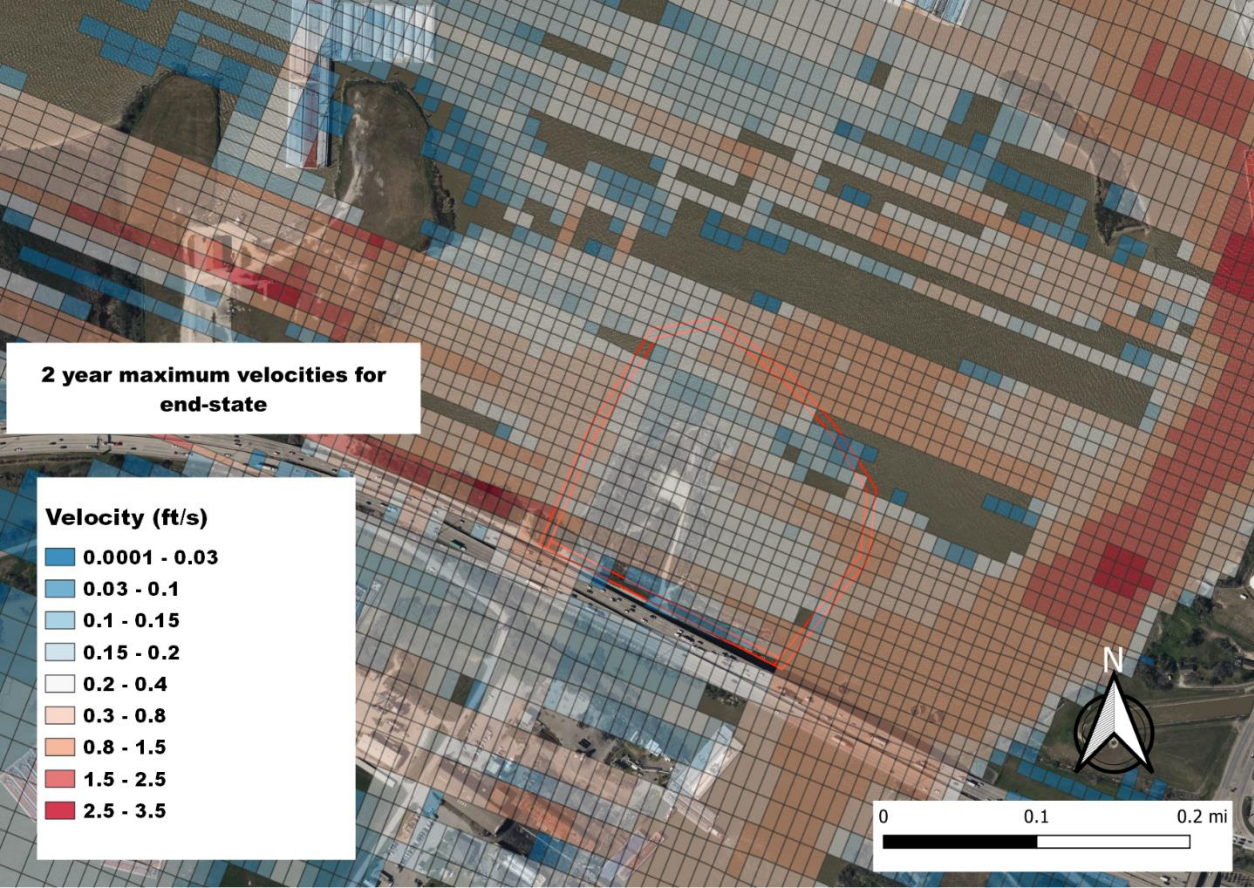 2 year maximum velocities for
end-state
Velocity (ft/s)
0.0001 - 0.03
0.03 - 0.1
0.1 - 0.15
0.15 - 0.2
0.2 - 0.4
0.3 - 0.8
0.8 - 1.5
1.5 - 2.5
2.5 - 3.5
N
0 0.1 0.2 mi